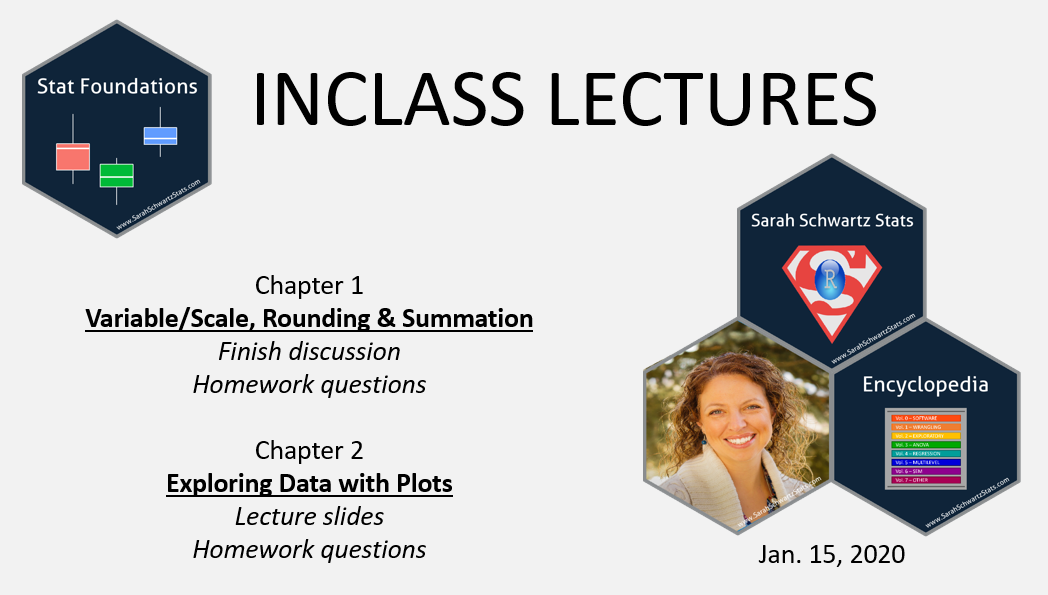 Stat Foundations
www.SarahSchwartzStats.com
INCLASS LECTURES
Chapter 1
Variable/Scale, Rounding & Summation
Finish discussion
Homework questions
Chapter 2
Exploring Data with Plots
Lecture slides
Homework questions
Sarah Schwartz Stats
R
www.SarahSchwartzStats.com
www.SarahSchwartzStats.com
Encyclopedia
Vol. 0 – SOFTWARE
Vol. 1 – WRANGLING
Vol. 2 – EXPLORATORY
Vol. 3 – ANOVA
Vol. 4 – REGRESSION
Vol. 5 – MULTILEVEL
Vol. 6 – SEM
Vol. 7 – OTHER
www.SarahSchwartzStats.com
Jan. 15, 2020